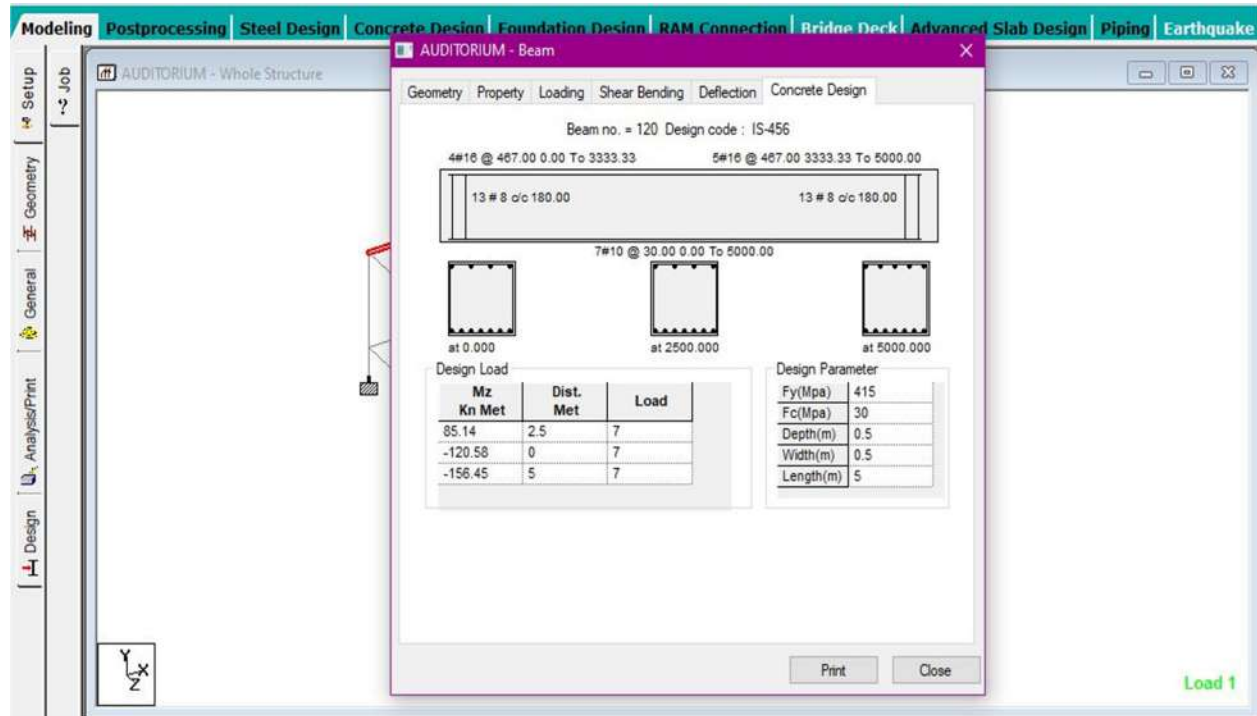 Modeling Postprocessing Steel Design Concrete Design Foundation Design RAM Connection Bridge Deck Advanced Slab Design Piping Earthquake
Setup
Geometry
General
Analysis/Print
Design
? Job
AUDITORIUM - Whole Structure
AUDITORIUM - Beam
Geometry Property Loading Shear Bending Deflection Concrete Design
Beam no. = 120 Design code : IS-456
4#16 @ 467.00 0.00 To 3333.33 5#16 @ 467.00 3333.33 To 5000.00
13 # 8 c/c 180.00 13 # 8 c/c 180.00
7#10 @ 30.00 0.00 To 5000.00
at 0.000 at 2500.000 at 5000.000
Design Load
Mz Kn Met Dist. Met Load
85.14 2.5 7
-120.58 0 7
-156.45 5 7
Design Parameter
Fy(Mpa) 415
Fc(Mpa) 30
Depth(m) 0.5
Width(m) 0.5
Length(m) 5
Print Close
Y
X
Z
Load 1